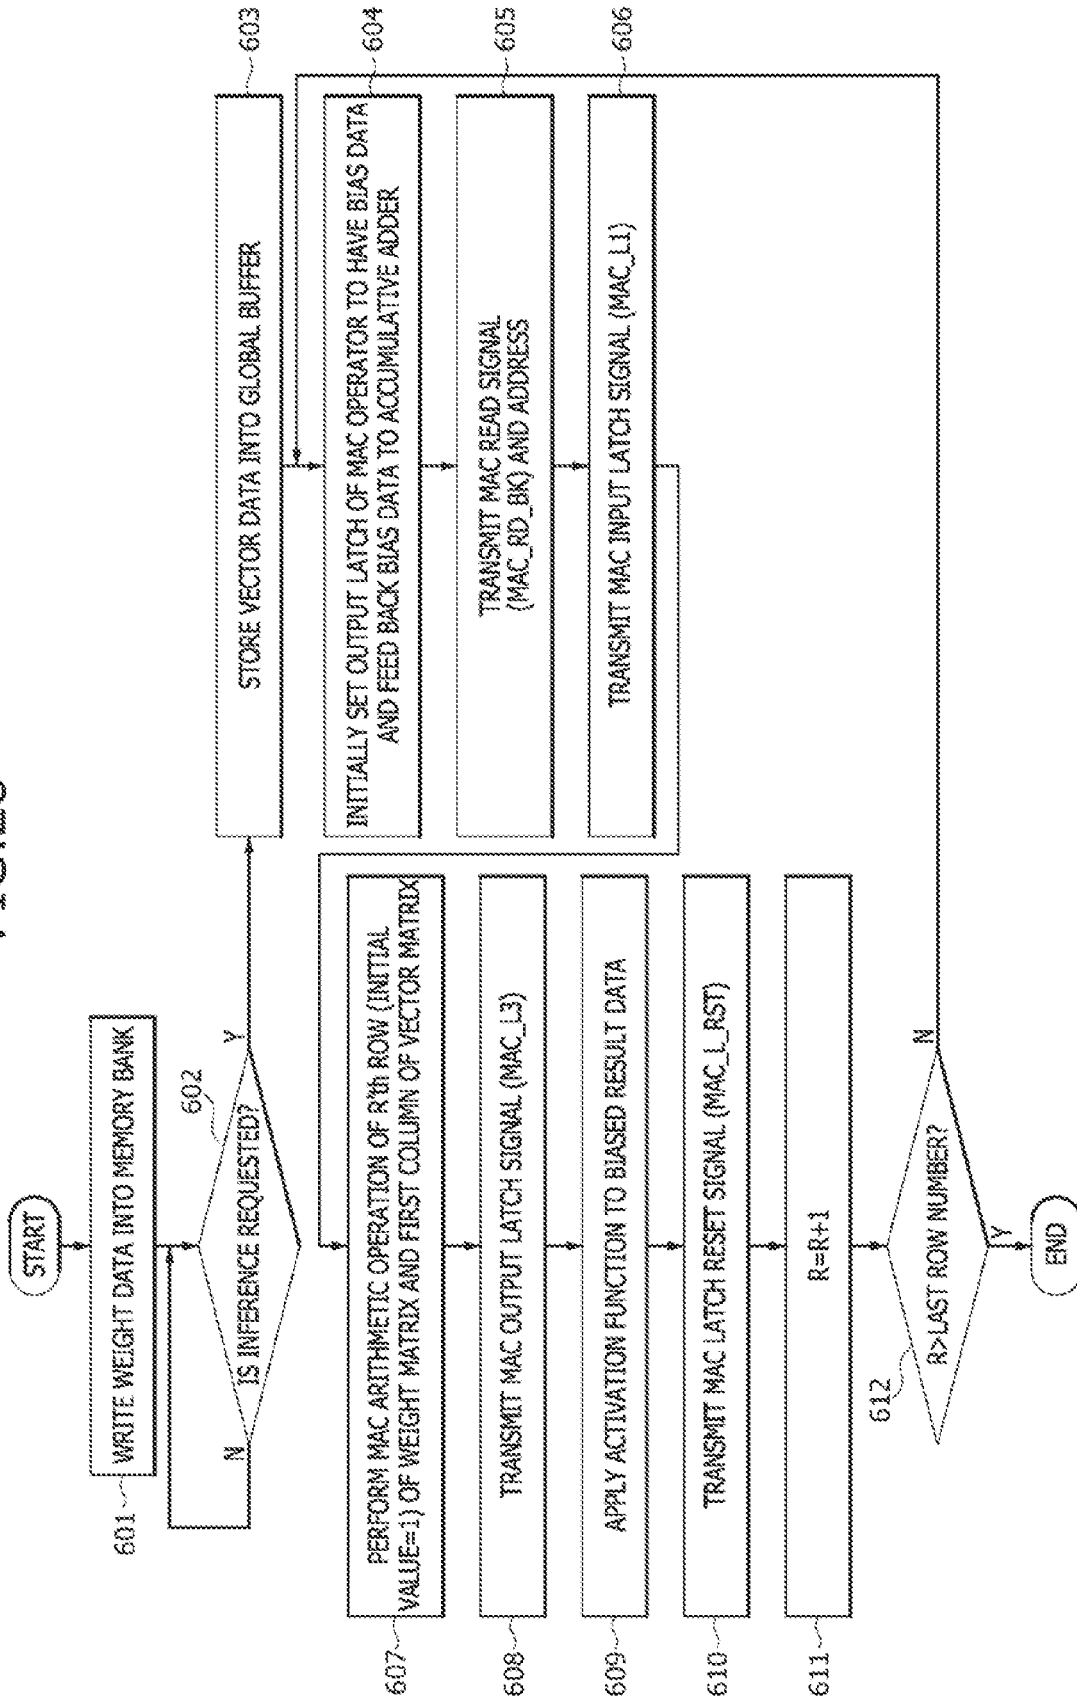 START
601
WRITE WEIGHT DATA INTO MEMORY BANK
602
IS INFERENCE REQUESTED?
N
Y
603
STORE VECTOR DATA INTO GLOBAL BUFFER
604
INITIALLY SET OUTPUT LATCH OF MAC OPERATOR TO HAVE BIAS DATA
AND FEED BACK BIAS DATA TO ACCUMULATIVE ADDER
605
TRANSMIT MAC READ SIGNAL
(MAC_RD_BK) AND ADDRESS
606
TRANSMIT MAC INPUT LATCH SIGNAL (MAC_L1)
607
PERFORM MAC ARITHMETIC OPERATION OF R'th ROW (INITIAL
VALUE=1) OF WEIGHT MATRIX AND FIRST COLUMN OF VECTOR MATRIX
608
TRANSMIT MAC OUTPUT LATCH SIGNAL (MAC_L3)
609
APPLY ACTIVATION FUNCTION TO BIASED RESULT DATA
610
TRANSMIT MAC LATCH RESET SIGNAL (MAC_L_RST)
611
R=R+1
612
R>LAST ROW NUMBER?
N
Y
END